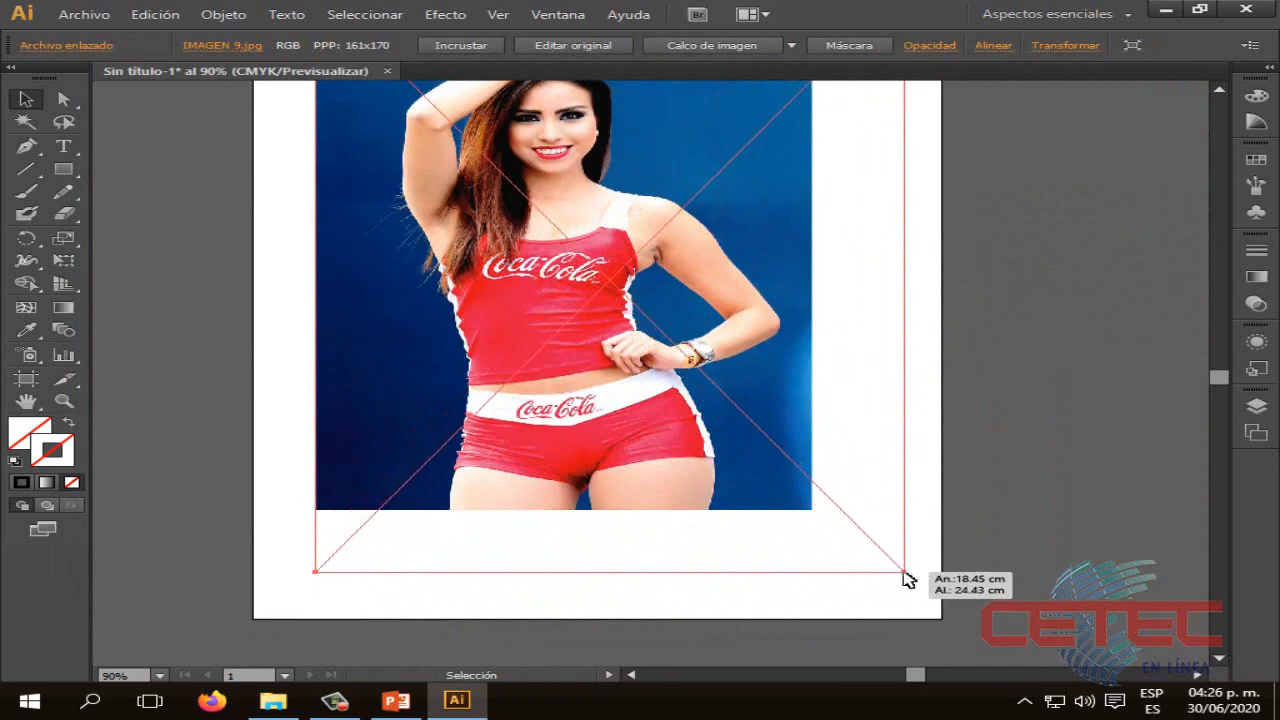 Ai Archivo Edición Objeto Texto Seleccionar Efecto Ver Ventana Ayuda Br Aspectos esenciales
Archivo enlazado IMAGEN 9.jpg RGB PPP: 161x170 Incrustar Editar original Calco de imagen Máscara Opacidad Alinear Transformar
Sin título-1* al 90% (CMYK/Previsualizar)
Coca-Cola
Coca-Cola
An.:18.45 cm
Al.: 24.43 cm
CETEC
EN LÍNEA
90% 1 Selección
Ai
ESP
ES
04:26 p. m.
30/06/2020